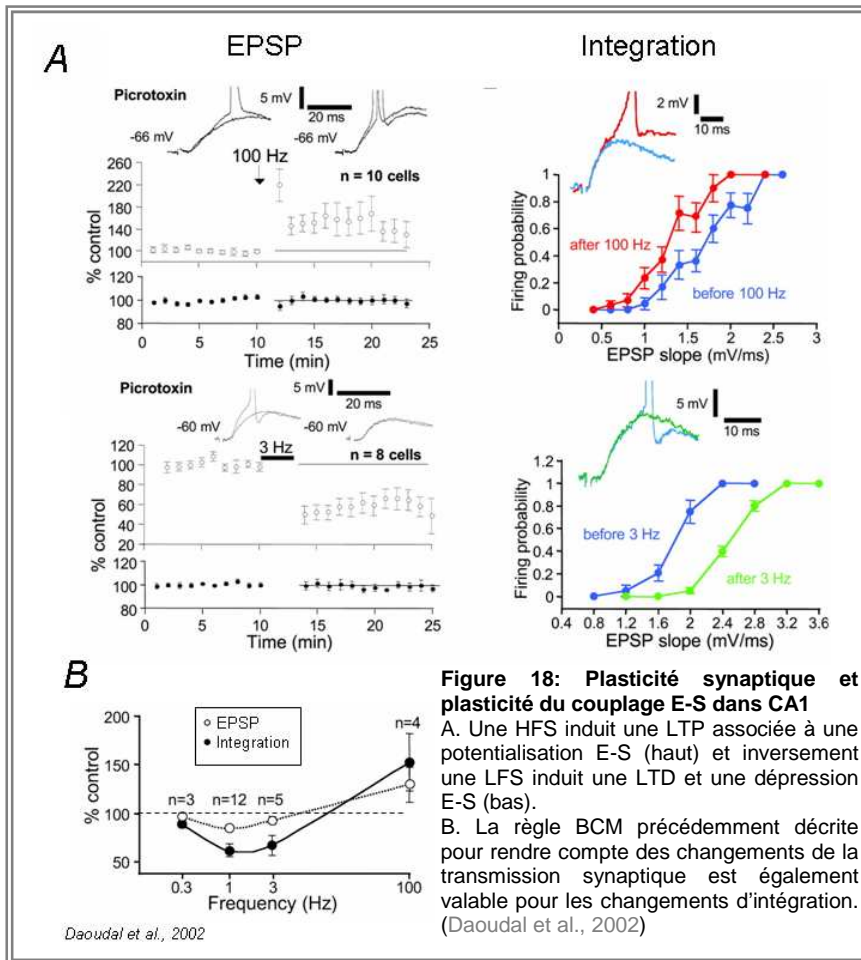 A
EPSP
Integration
Picrotoxin
5 mV
20 ms
-66 mV
-66 mV
100 Hz
n = 10 cells
260
220
180
140
100
% control
120
100
80
0
5
10
15
20
25
Time (min)
2 mV
10 ms
1
0.8
0.6
0.4
0.2
0
Firing probability
after 100 Hz
before 100 Hz
0
0.5
1.0
1.5
2
2.5
3
EPSP slope (mV/ms)
Picrotoxin
5 mV
20 ms
-60 mV
-60 mV
3 Hz
n = 8 cells
120
100
80
60
40
20
% control
120
100
80
0
5
10
15
20
25
Time (min)
5 mV
10 ms
1.2
1
0.8
0.6
0.4
0.2
0
Firing probability
before 3 Hz
after 3 Hz
0.4
0.8
1.2
1.6
2
2.4
2.8
3.2
3.6
EPSP slope (mV/ms)
B
200
150
100
50
% control
EPSP
Integration
n=3
n=12
n=5
n=4
0.3
1
3
100
Frequency (Hz)
Daoudal et al., 2002
Figure 18: Plasticité synaptique et
plasticité du couplage E-S dans CA1
A. Une HFS induit une LTP associée à une
potentialisation E-S (haut) et inversement
une LFS induit une LTD et une dépression
E-S (bas).
B. La règle BCM précédemment décrite
pour rendre compte des changements de la
transmission synaptique est également
valable pour les changements d'intégration.
(Daoudal et al., 2002)